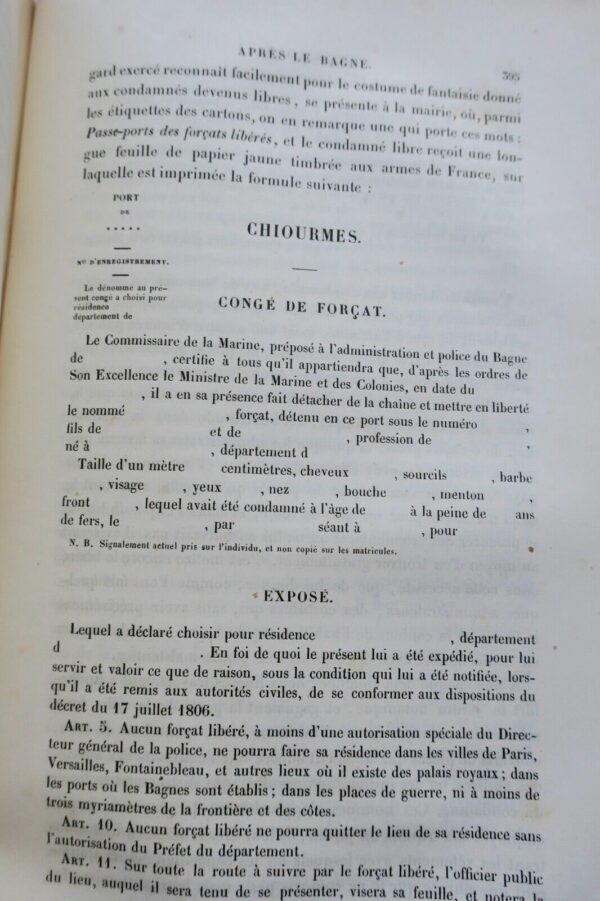 APRÈS LE BAGNE. 395
gard exercé reconnaît facilement pour le costume de fantaisie donné
aux condamnés devenus libres, se présente à la mairie, où, parmi
les étiquettes des cartons, on en remarque une qui porte ces mots :
Passe-ports des forçats libérés, et le condamné libre reçoit une lon-
gue feuille de papier jaune timbrée aux armes de France, sur
laquelle est imprimée la formule suivante :
PORT
DE
* * * * *
No D'ENREGISTREMENT.
Le dénommé au pré-
sent congé a choisi pour
résidence
département de
CHIOURMES.
CONGÉ DE FORÇAT.
Le Commissaire de la Marine, préposé à l'administration et police du Bagne
de , certifie à tous qu'il appartiendra que, d'après les ordres de
Son Excellence le Ministre de la Marine et des Colonies, en date du
, il a en sa présence fait détacher de la chaîne et mettre en liberté
le nommé , forçat, détenu en ce port sous le numéro ,
fils de et de , profession de
né à , département d
Taille d'un mètre centimètres, cheveux , sourcils , barbe
, visage , yeux , nez , bouche , menton ,
front , lequel avait été condamné à l'âge de à la peine de ans
de fers, le , par séant à , pour
N. B. Signalement actuel pris sur l'individu, et non copié sur les matricules.
EXPOSÉ.
Lequel a déclaré choisir pour résidence , département
d . En foi de quoi le présent lui a été expédié, pour lui
servir et valoir ce que de raison, sous la condition qui lui a été notifiée, lors-
qu'il a été remis aux autorités civiles, de se conformer aux dispositions du
décret du 17 juillet 1806.
ART. 5. Aucun forçat libéré, à moins d'une autorisation spéciale du Direc-
teur général de la police, ne pourra faire sa résidence dans les villes de Paris,
Versailles, Fontainebleau, et autres lieux où il existe des palais royaux ; dans
les ports où les Bagnes sont établis ; dans les places de guerre, ni à moins de
trois myriamètres de la frontière et des côtes.
ART. 10. Aucun forçat libéré ne pourra quitter le lieu de sa résidence sans
l'autorisation du Préfet du département.
ART. 11. Sur toute la route à suivre par le forçat libéré, l'officier public
du lieu, auquel il sera tenu de se présenter, visera sa feuille, et notera la